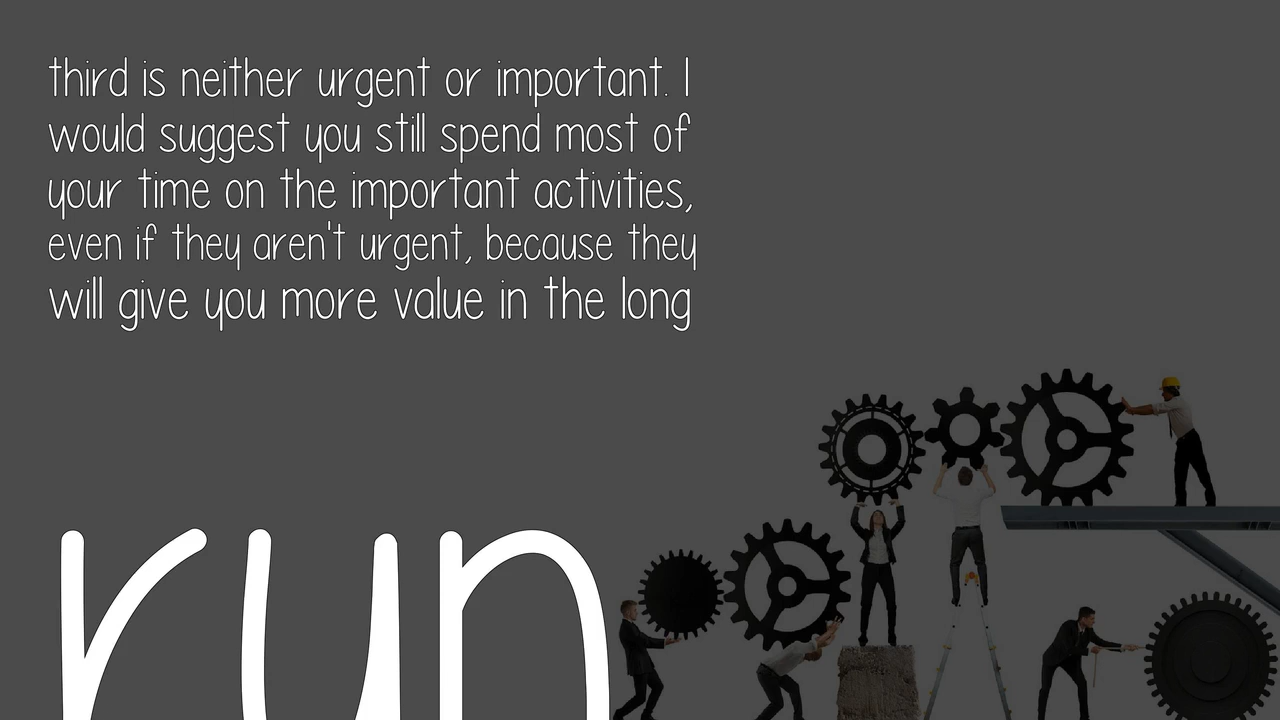 third is neither urgent or important. I
would suggest you still spend most of
your time on the important activities,
even if they aren't urgent, because they
will give you more value in the long
run